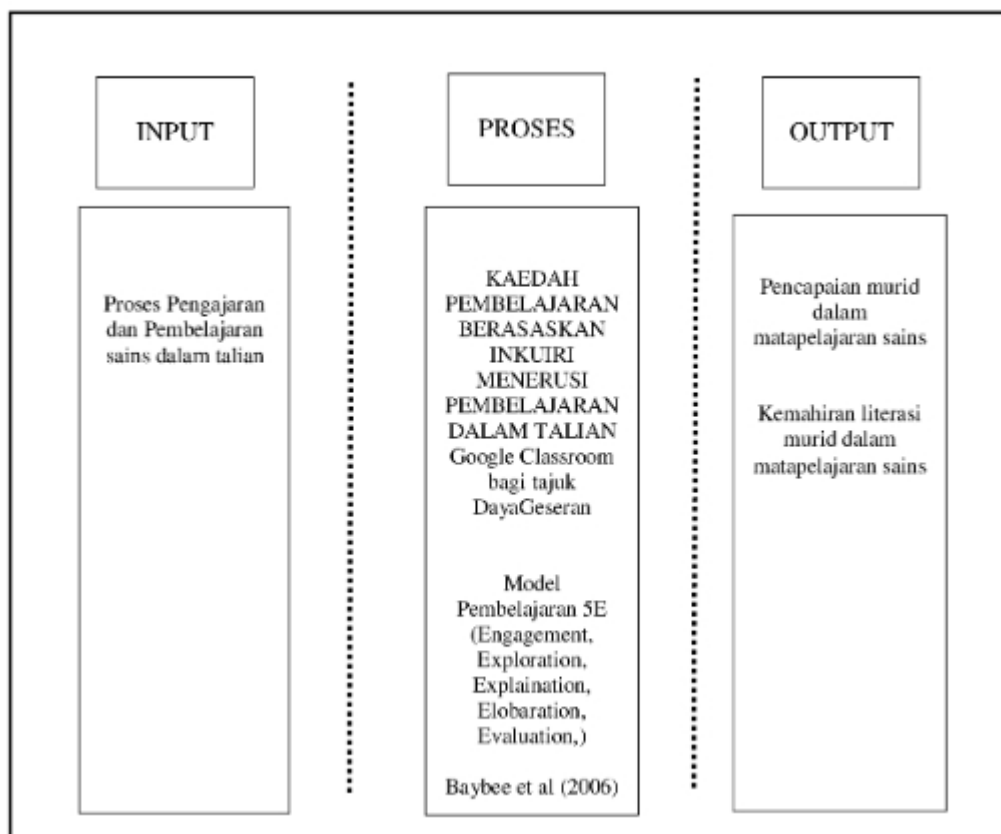 INPUT
Proses Pengajaran
dan Pembelajaran
sains dalam talian
PROSES
KAEDAH
PEMBELAJARAN
BERASASKAN
INKUIRI
MENERUSI
PEMBELAJARAN
DALAM TALIAN
Google Classroom
bagi tajuk
DayaGeseran
Model
Pembelajaran 5E
(Engagement,
Exploration,
Explaination,
Elobaration,
Evaluation,)
Baybee et al (2006)
OUTPUT
Pencapaian murid
dalam
matapelajaran sains
Kemahiran literasi
murid dalam
matapelajaran sains